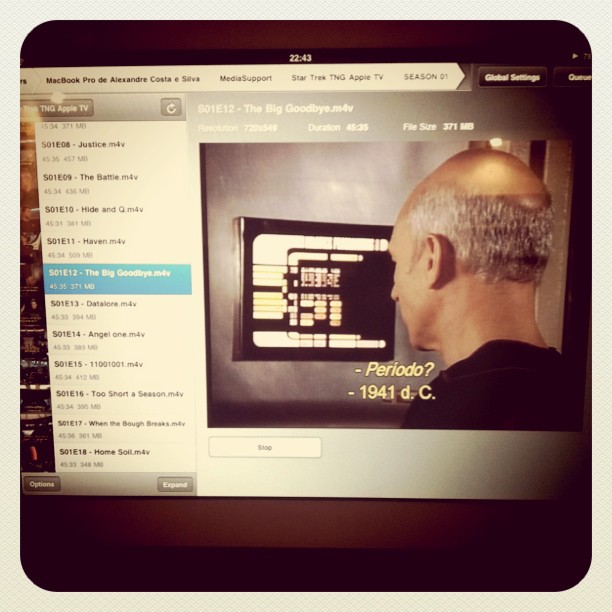 22:43
rs MacBook Pro de Alexandre Costa e Silva MediaSupport Star Trek TNG Apple TV SEASON 01 Global Settings Queue
Trek TNG Apple TV
S01E12 - The Big Goodbye.m4v
Resolution 720x546 Duration 45:35 File Size 371 MB
45:34 371 MB
S01E08 - Justice.m4v
45:35 457 MB
S01E09 - The Battle.m4v
45:34 436 MB
S01E10 - Hide and Q.m4v
45:31 381 MB
S01E11 - Haven.m4v
45:34 509 MB
S01E12 - The Big Goodbye.m4v
45:35 371 MB
S01E13 - Datalore.m4v
45:33 394 MB
S01E14 - Angel one.m4v
45:33 383 MB
S01E15 - 11001001.m4v
45:34 412 MB
S01E16 - Too Short a Season.m4v
45:34 395 MB
S01E17 - When the Bough Breaks.m4v
45:36 361 MB
S01E18 - Home Soil.m4v
45:33 348 MB
- Período?
- 1941 d. C.
Stop
Options Expand